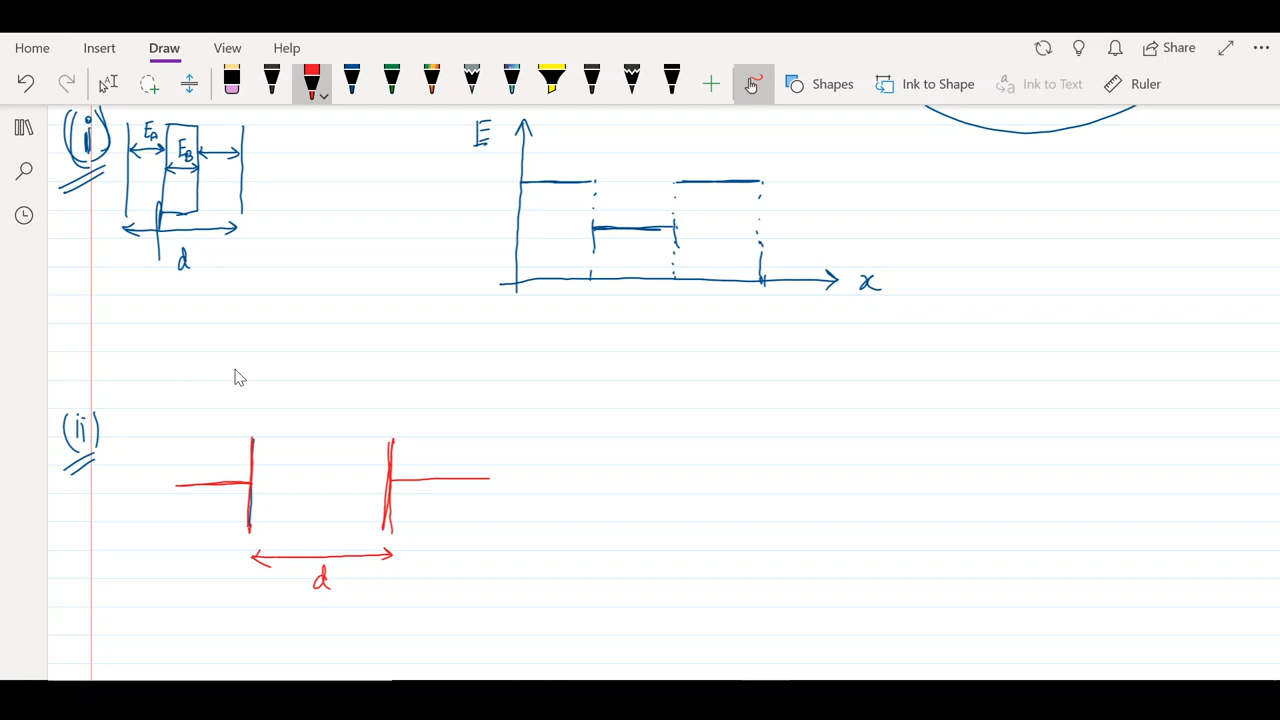 Home Insert Draw View Help Share
Shapes Ink to Shape Ink to Text Ruler
(i) E_A E_B d
E x
(ii)
d